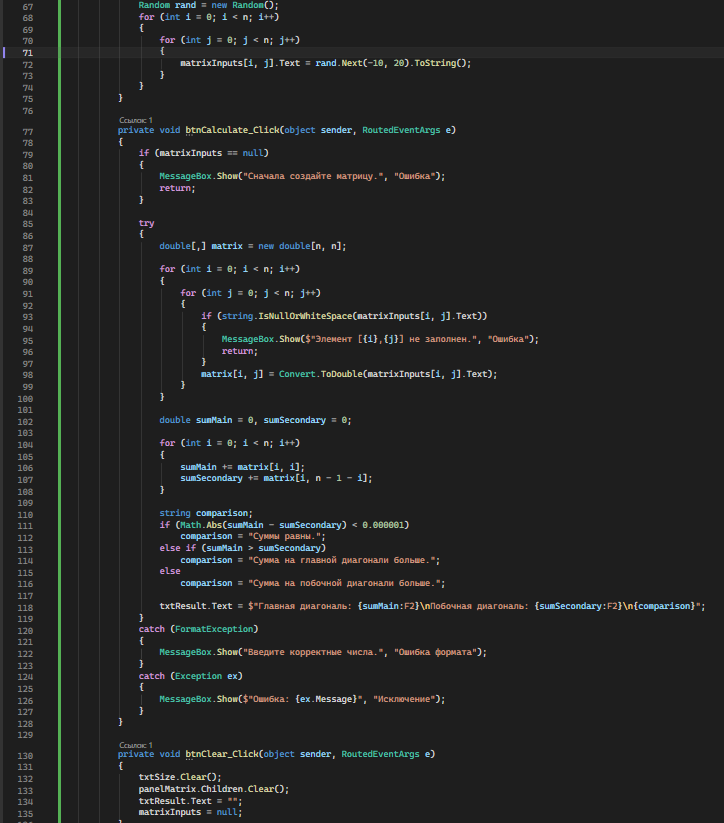 67 Random rand = new Random();
68 for (int i = 0; i < n; i++)
69 {
70 for (int j = 0; j < n; j++)
71 {
72 matrixInputs[i, j].Text = rand.Next(-10, 20).ToString();
73 }
74 }
75 }
76
Ссылок: 1
77 private void btnCalculate_Click(object sender, RoutedEventArgs e)
78 {
79 if (matrixInputs == null)
80 {
81 MessageBox.Show("Сначала создайте матрицу.", "Ошибка");
82 return;
83 }
84
85 try
86 {
87 double[,] matrix = new double[n, n];
88
89 for (int i = 0; i < n; i++)
90 {
91 for (int j = 0; j < n; j++)
92 {
93 if (string.IsNullOrWhiteSpace(matrixInputs[i, j].Text))
94 {
95 MessageBox.Show($"Элемент [{i},{j}] не заполнен.", "Ошибка");
96 return;
97 }
98 matrix[i, j] = Convert.ToDouble(matrixInputs[i, j].Text);
99 }
100 }
101
102 double sumMain = 0, sumSecondary = 0;
103
104 for (int i = 0; i < n; i++)
105 {
106 sumMain += matrix[i, i];
107 sumSecondary += matrix[i, n - 1 - i];
108 }
109
110 string comparison;
111 if (Math.Abs(sumMain - sumSecondary) < 0.000001)
112 comparison = "Суммы равны.";
113 else if (sumMain > sumSecondary)
114 comparison = "Сумма на главной диагонали больше.";
115 else
116 comparison = "Сумма на побочной диагонали больше.";
117
118 txtResult.Text = $"Главная диагональ: {sumMain:F2}\nПобочная диагональ: {sumSecondary:F2}\n{comparison}";
119 }
120 catch (FormatException)
121 {
122 MessageBox.Show("Введите корректные числа.", "Ошибка формата");
123 }
124 catch (Exception ex)
125 {
126 MessageBox.Show($"Ошибка: {ex.Message}", "Исключение");
127 }
128 }
129
Ссылок: 1
130 private void btnClear_Click(object sender, RoutedEventArgs e)
131 {
132 txtSize.Clear();
133 panelMatrix.Children.Clear();
134 txtResult.Text = "";
135 matrixInputs = null;